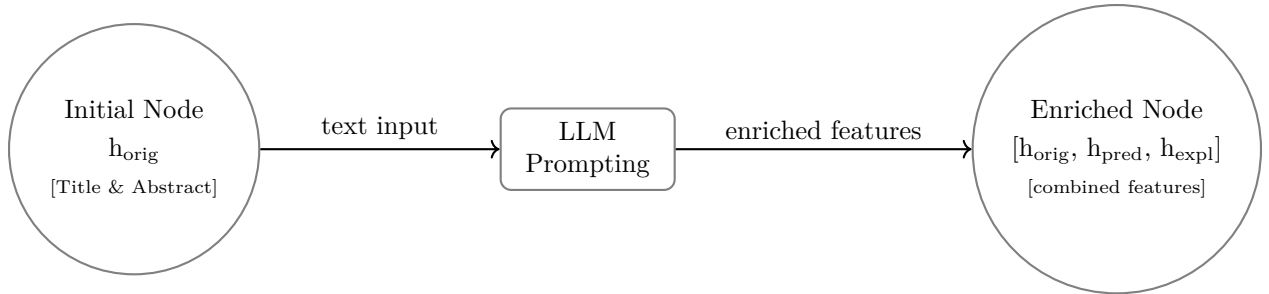 Initial Node
h_orig
[Title & Abstract]
text input
LLM
Prompting
enriched features
Enriched Node
[h_orig, h_pred, h_expl]
[combined features]